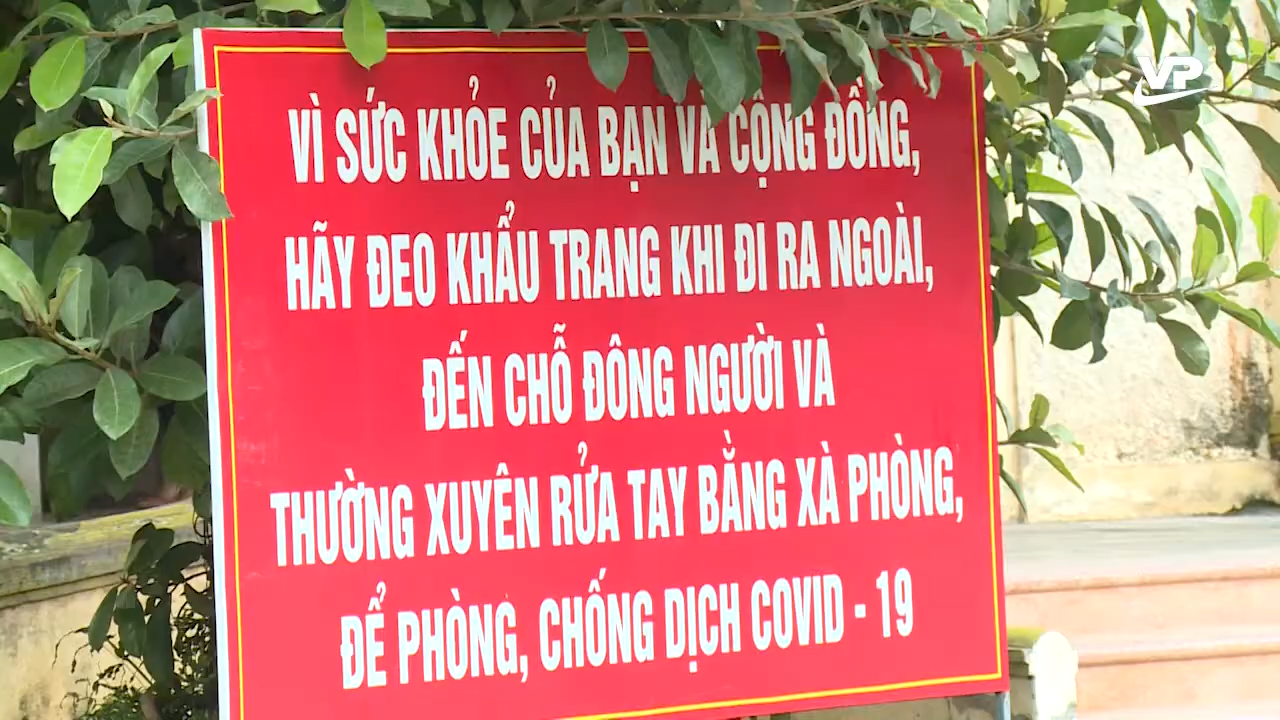 VP
VÌ SỨC KHỎE CỦA BẠN VÀ CỘNG ĐỒNG,
HÃY ĐEO KHẨU TRANG KHI ĐI RA NGOÀI,
ĐẾN CHỖ ĐÔNG NGƯỜI VÀ
THƯỜNG XUYÊN RỬA TAY BẰNG XÀ PHÒNG,
ĐỂ PHÒNG, CHỐNG DỊCH COVID - 19